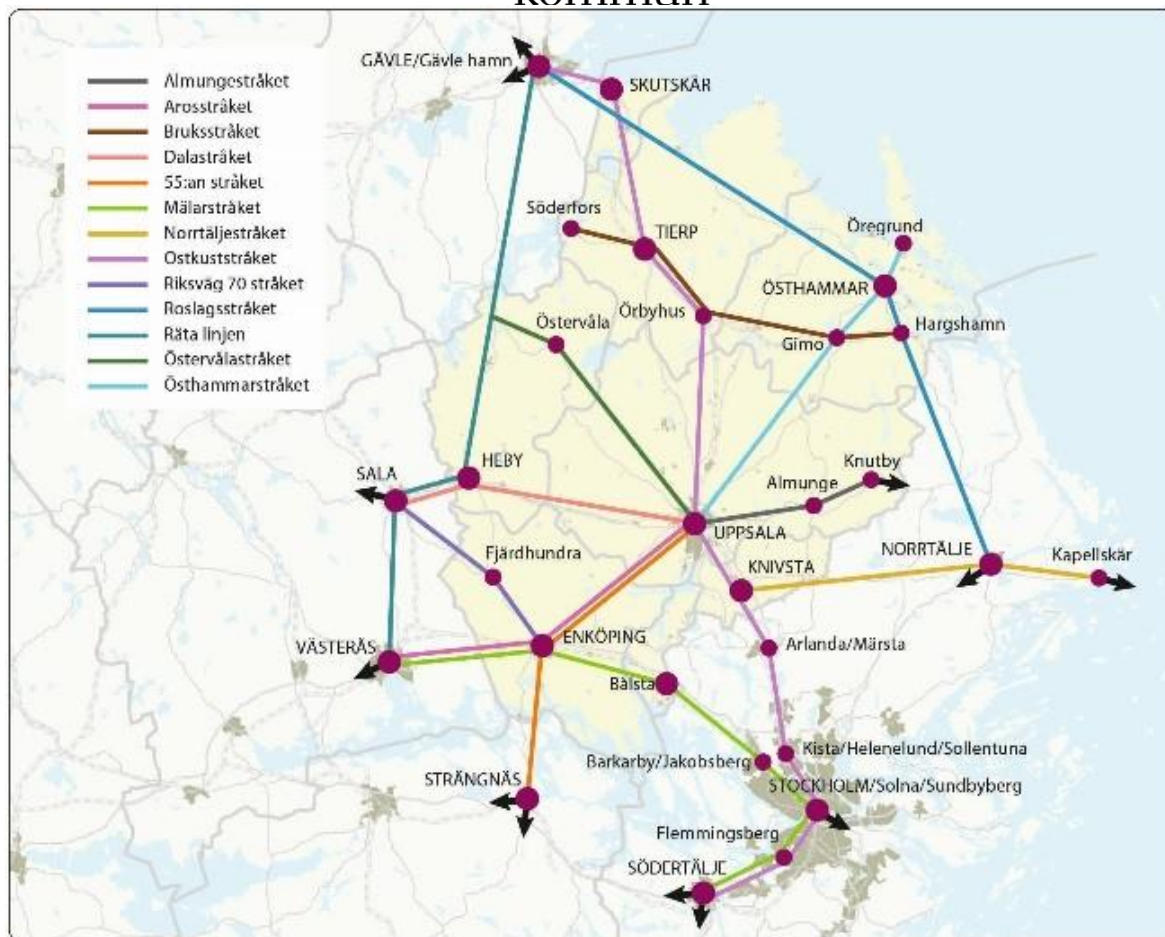 kommun
GÄVLE/Gävle hamn
SKUTSKÄR
Almungestråket
Arosstråket
Bruksstråket
Dalastråket
55:an stråket
Mälarstråket
Norrtäljestråket
Ostkuststråket
Riksväg 70 stråket
Roslagsstråket
Räta linjen
Östervålastråket
Östhammarstråket
Söderfors
TIERP
Öregrund
ÖSTHAMMAR
Östervåla
Örbyhus
Gimo
Hargshamn
SALA
HEBY
Knutby
Almunge
UPPSALA
Fjärdhundra
KNIVSTA
NORRTÄLJE
Kapellskär
VÄSTERÅS
ENKÖPING
Arlanda/Märsta
Bålsta
Kista/Helenelund/Sollentuna
Barkarby/Jakobsberg
STRÄNGNÄS
STOCKHOLM/Solna/Sundbyberg
Flemmingsberg
SÖDERTÄLJE